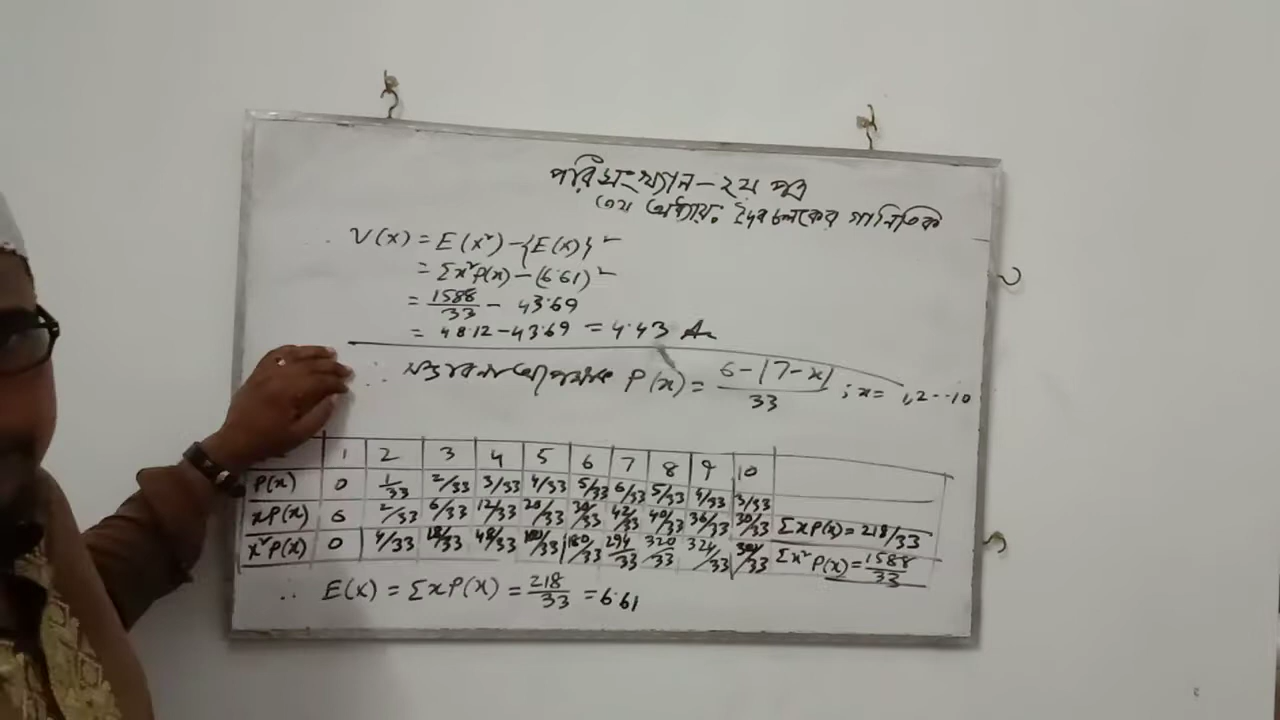 পরিসংখ্যান - ২য় পত্র
৩য় অধ্যায়: দৈব চলকের গানিতিক
V(x) = E(x²) - {E(x)}²
= Σx²P(x) - (6.61)²
= 1588/33 - 43.69
= 48.12 - 43.69 = 4.43 An
∴ P(x) = 6-|7-x|/33 ; x = 1,2...10
1 2 3 4 5 6 7 8 9 10
P(x) 0 1/33 2/33 3/33 4/33 5/33 6/33 5/33 4/33 3/33
xP(x) 0 2/33 6/33 12/33 20/33 30/33 42/33 40/33 36/33 30/33 ΣxP(x) = 218/33
x²P(x) 0 4/33 18/33 48/33 100/33 180/33 294/33 320/33 324/33 300/33 Σx²P(x) = 1588/33
∴ E(x) = ΣxP(x) = 218/33 = 6.61